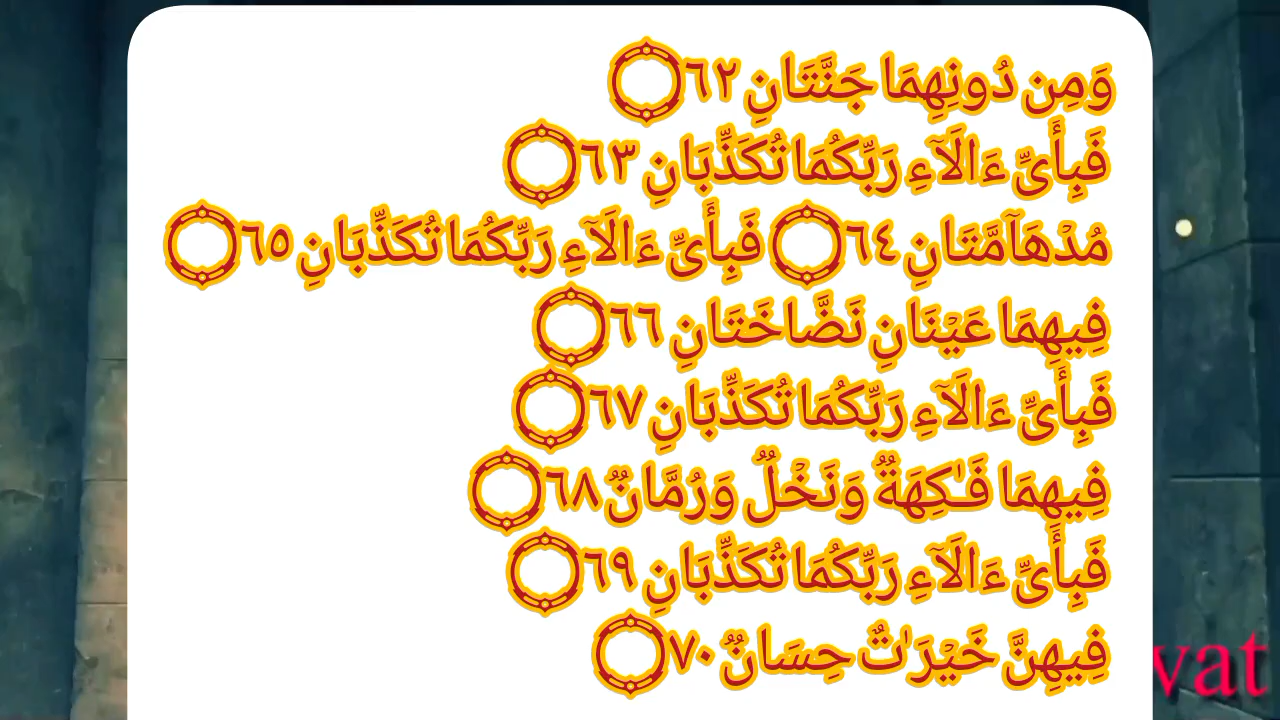 وَمِن دُونِهِمَا جَنَّتَانِ ٦٢۝
فَبِأَىِّ ءَالَآءِ رَبِّكُمَا تُكَذِّبَانِ ٦٣۝
مُدْهَآمَّتَانِ ٦٤۝ فَبِأَىِّ ءَالَآءِ رَبِّكُمَا تُكَذِّبَانِ ٦٥۝
فِيهِمَا عَيْنَانِ نَضَّاخَتَانِ ٦٦۝
فَبِأَىِّ ءَالَآءِ رَبِّكُمَا تُكَذِّبَانِ ٦٧۝
فِيهِمَا فَـٰكِهَةٌ وَنَخْلٌ وَرُمَّانٌ ٦٨۝
فَبِأَىِّ ءَالَآءِ رَبِّكُمَا تُكَذِّبَانِ ٦٩۝
فِيهِنَّ خَيْرَٰتٌ حِسَانٌ ٧٠۝
vat